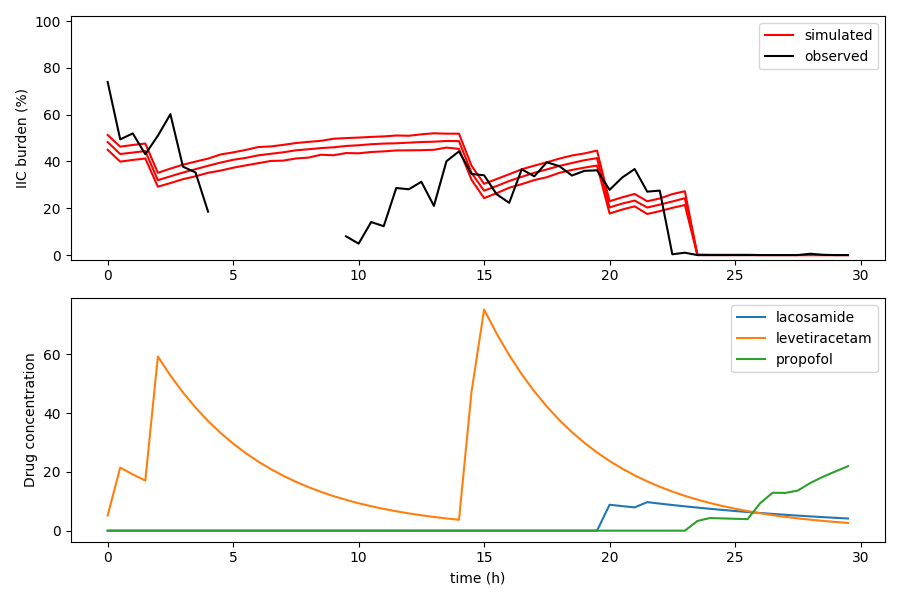 100
80
60
40
20
0
IIC burden (%)
simulated
observed
0 5 10 15 20 25 30
60
40
20
0
Drug concentration
lacosamide
levetiracetam
propofol
0 5 10 15 20 25 30
time (h)